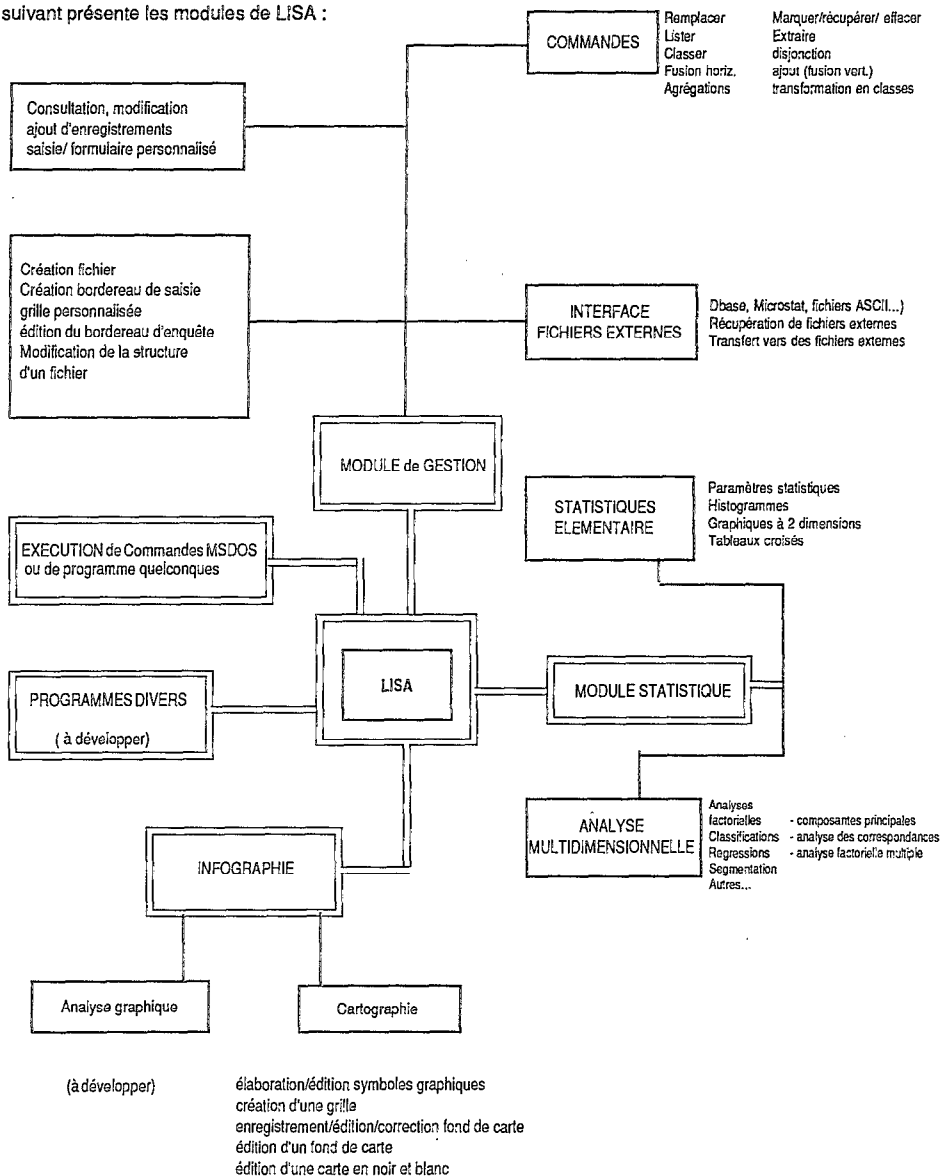 suivant présente les modules de LISA :
COMMANDES
Remplacer
Lister
Classer
Fusion horiz.
Agrégations
Marquer/récupérer/ effacer
Extraire
disjonction
ajout (fusion vert.)
transformation en classes
Consultation, modification
ajout d'enregistrements
saisie/ formulaire personnalisé
Création fichier
Création bordereau de saisie
grille personnalisée
édition du bordereau d'enquête
Modification de la structure
d'un fichier
INTERFACE
FICHIERS EXTERNES
Dbase, Microstat, fichiers ASCII...)
Récupération de fichiers externes
Transfert vers des fichiers externes
MODULE de GESTION
STATISTIQUES
ELEMENTAIRE
Paramètres statistiques
Histogrammes
Graphiques à 2 dimensions
Tableaux croisés
EXECUTION de Commandes MSDOS
ou de programme quelconques
LISA
MODULE STATISTIQUE
PROGRAMMES DIVERS
( à développer)
ANALYSE
MULTIDIMENSIONNELLE
Analyses
factorielles - composantes principales
Classifications - analyse des correspondances
Regressions - analyse factorielle multiple
Segmentation
Autres...
INFOGRAPHIE
Analyse graphique
Cartographie
(à développer)
élaboration/édition symboles graphiques
création d'une grille
enregistrement/édition/correction fond de carte
édition d'un fond de carte
édition d'une carte en noir et blanc